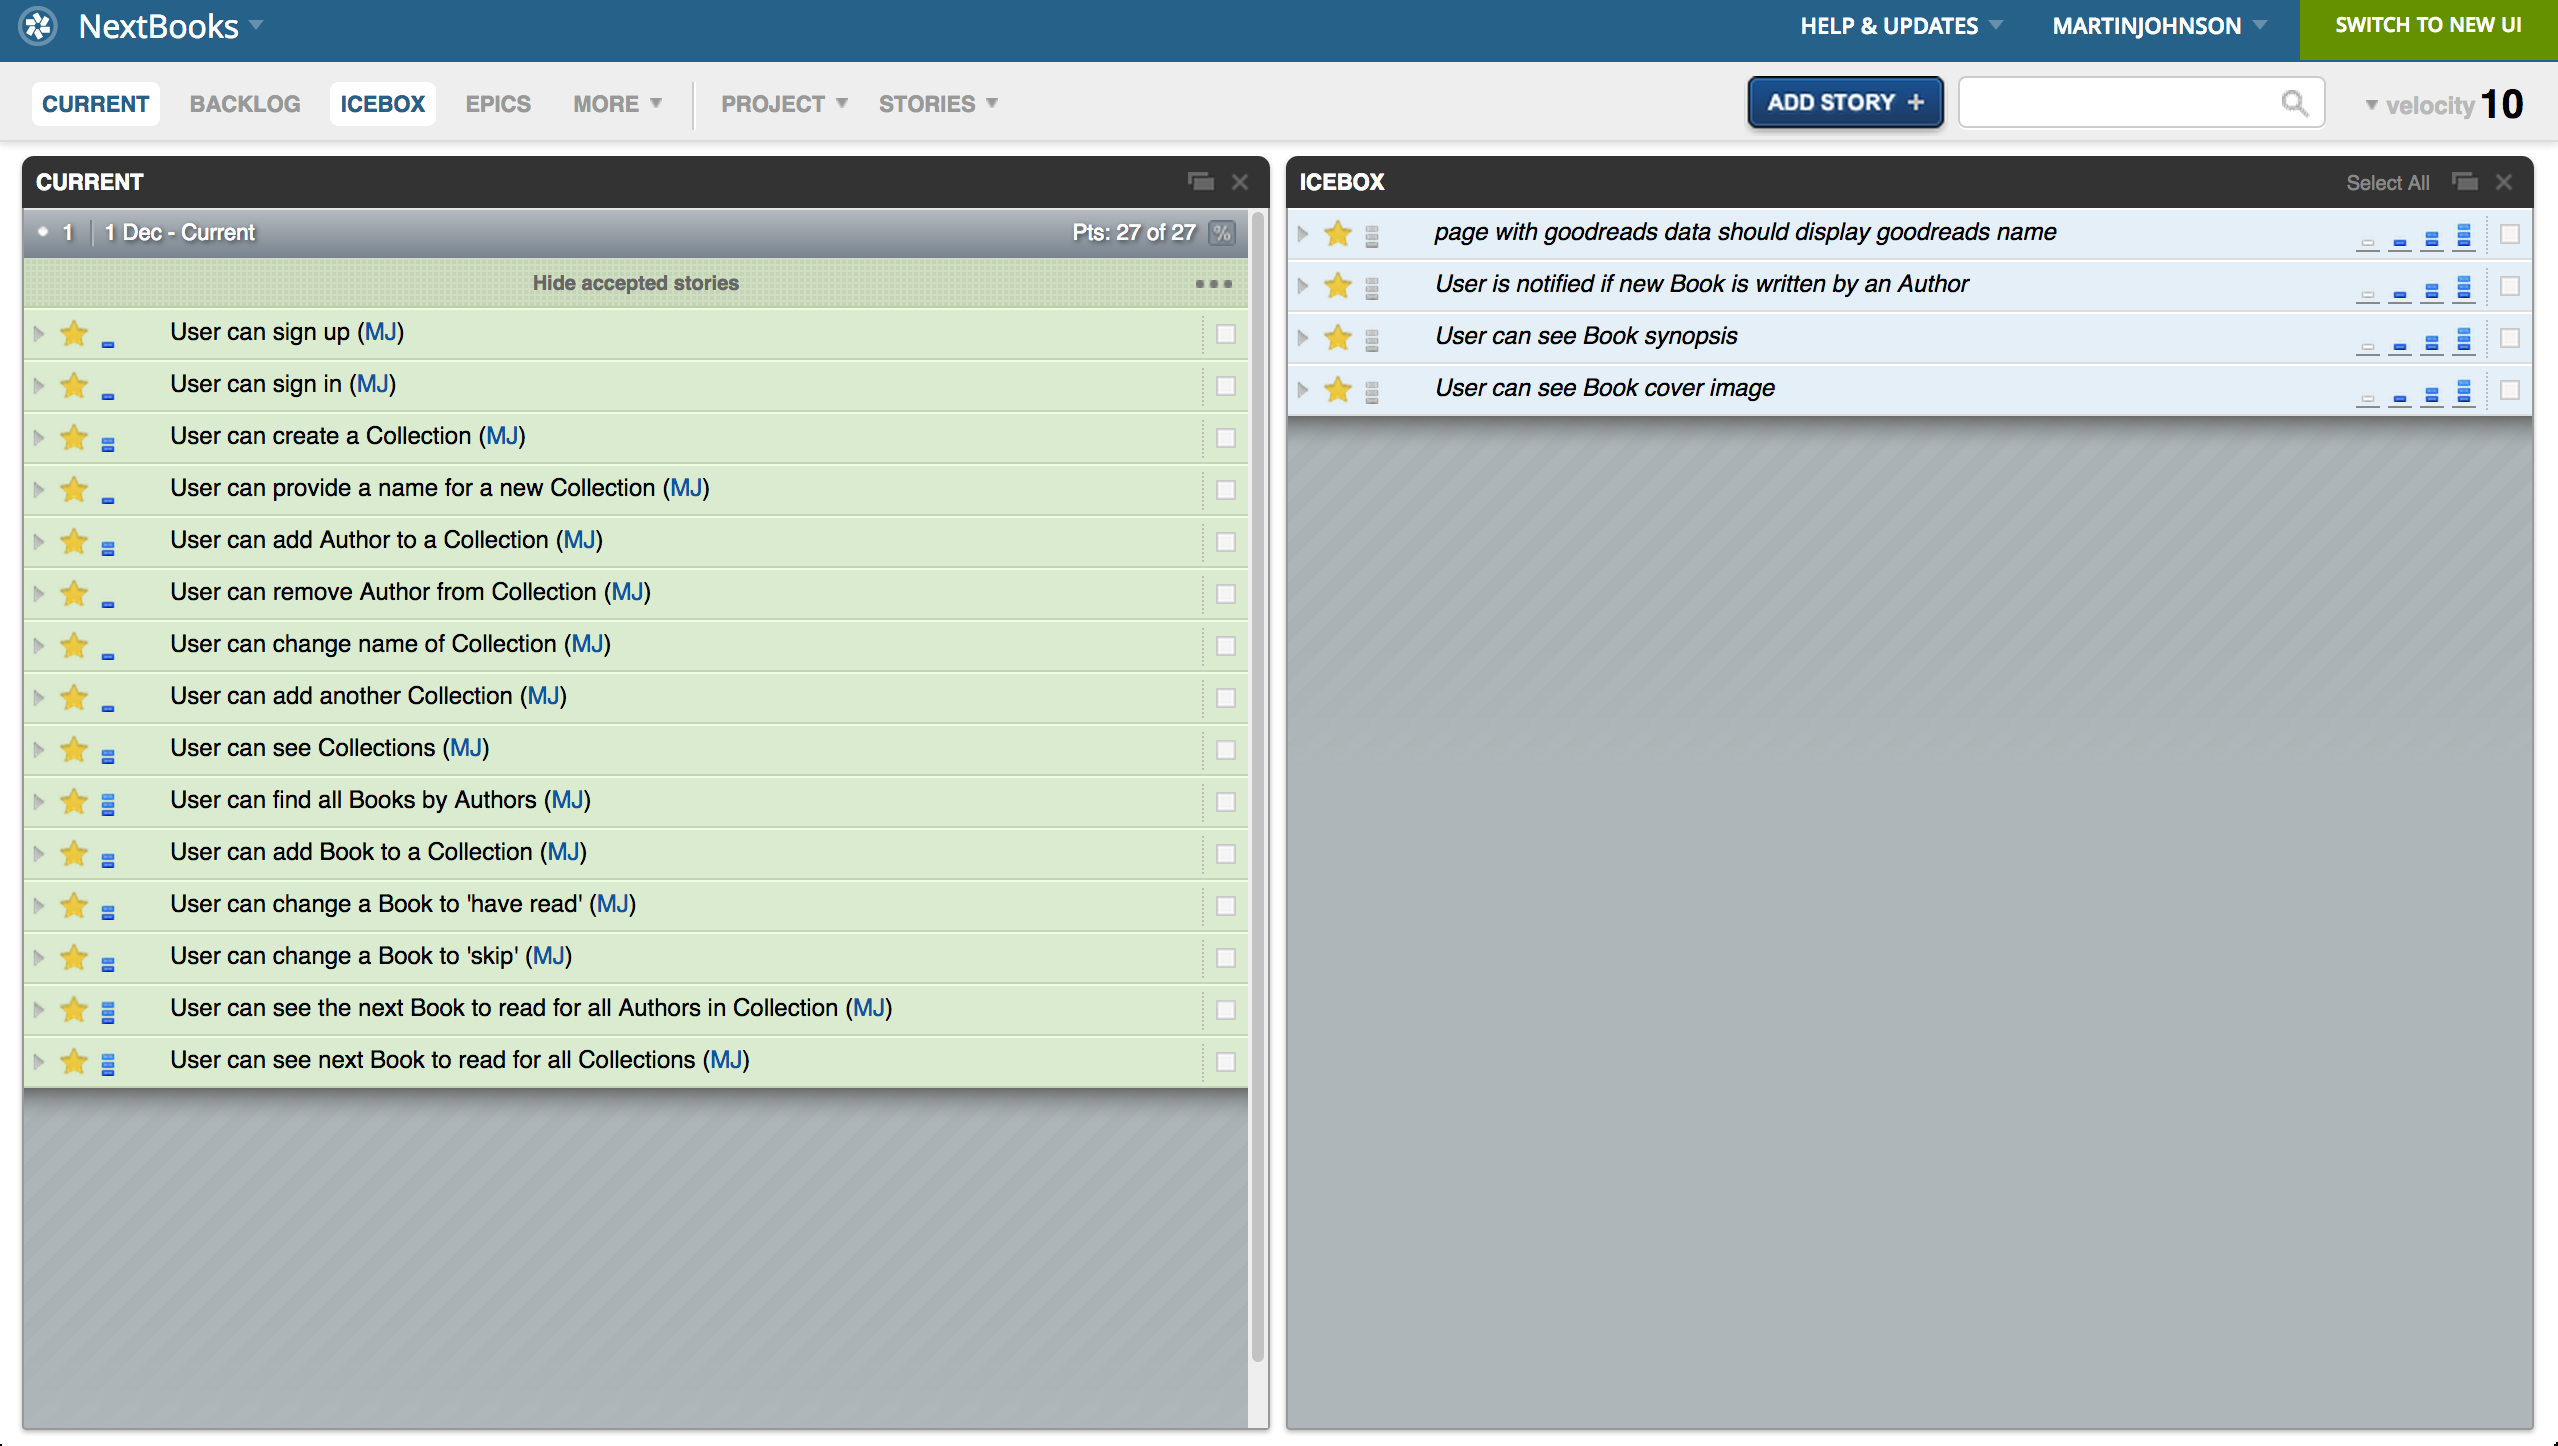 NextBooks HELP & UPDATES MARTINJOHNSON SWITCH TO NEW UI
CURRENT BACKLOG ICEBOX EPICS MORE PROJECT STORIES ADD STORY + velocity 10
CURRENT
1 1 Dec - Current Pts: 27 of 27 %
Hide accepted stories
User can sign up (MJ)
User can sign in (MJ)
User can create a Collection (MJ)
User can provide a name for a new Collection (MJ)
User can add Author to a Collection (MJ)
User can remove Author from Collection (MJ)
User can change name of Collection (MJ)
User can add another Collection (MJ)
User can see Collections (MJ)
User can find all Books by Authors (MJ)
User can add Book to a Collection (MJ)
User can change a Book to 'have read' (MJ)
User can change a Book to 'skip' (MJ)
User can see the next Book to read for all Authors in Collection (MJ)
User can see next Book to read for all Collections (MJ)
ICEBOX Select All
page with goodreads data should display goodreads name
User is notified if new Book is written by an Author
User can see Book synopsis
User can see Book cover image